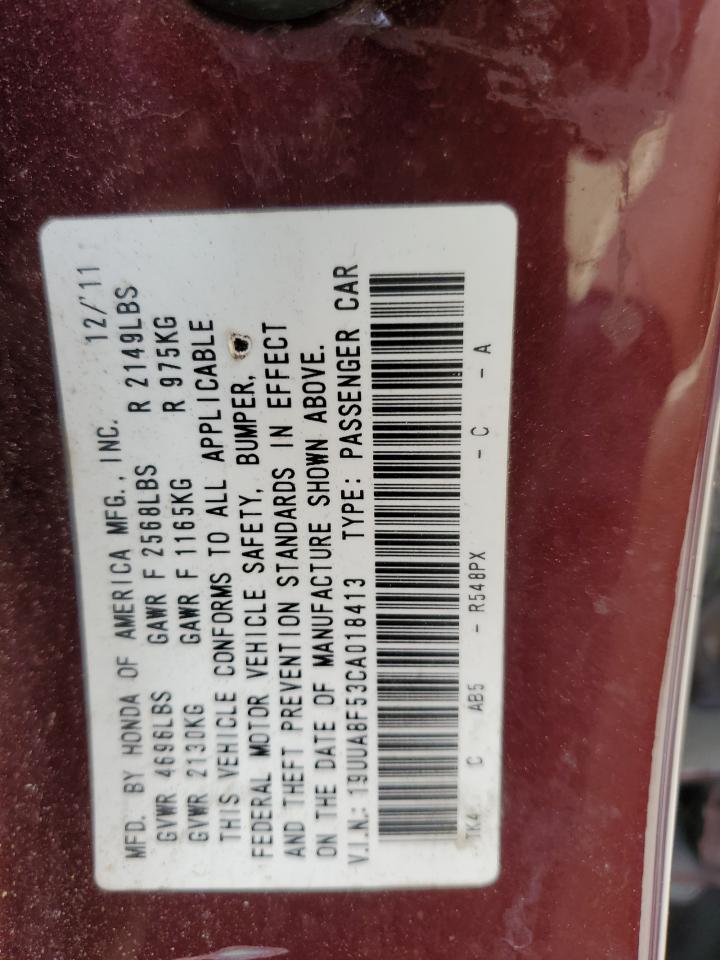 MFD. BY HONDA OF AMERICA MFG., INC. 12/'11
GVWR 4696LBS GAWR F 2568LBS R 2149LBS
GVWR 2130KG GAWR F 1165KG R 975KG
THIS VEHICLE CONFORMS TO ALL APPLICABLE
FEDERAL MOTOR VEHICLE SAFETY, BUMPER,
AND THEFT PREVENTION STANDARDS IN EFFECT
ON THE DATE OF MANUFACTURE SHOWN ABOVE.
V.I.N.: 19UUA8F53CA018413 TYPE: PASSENGER CAR
TK4 C AB5 - R548PX - C - A